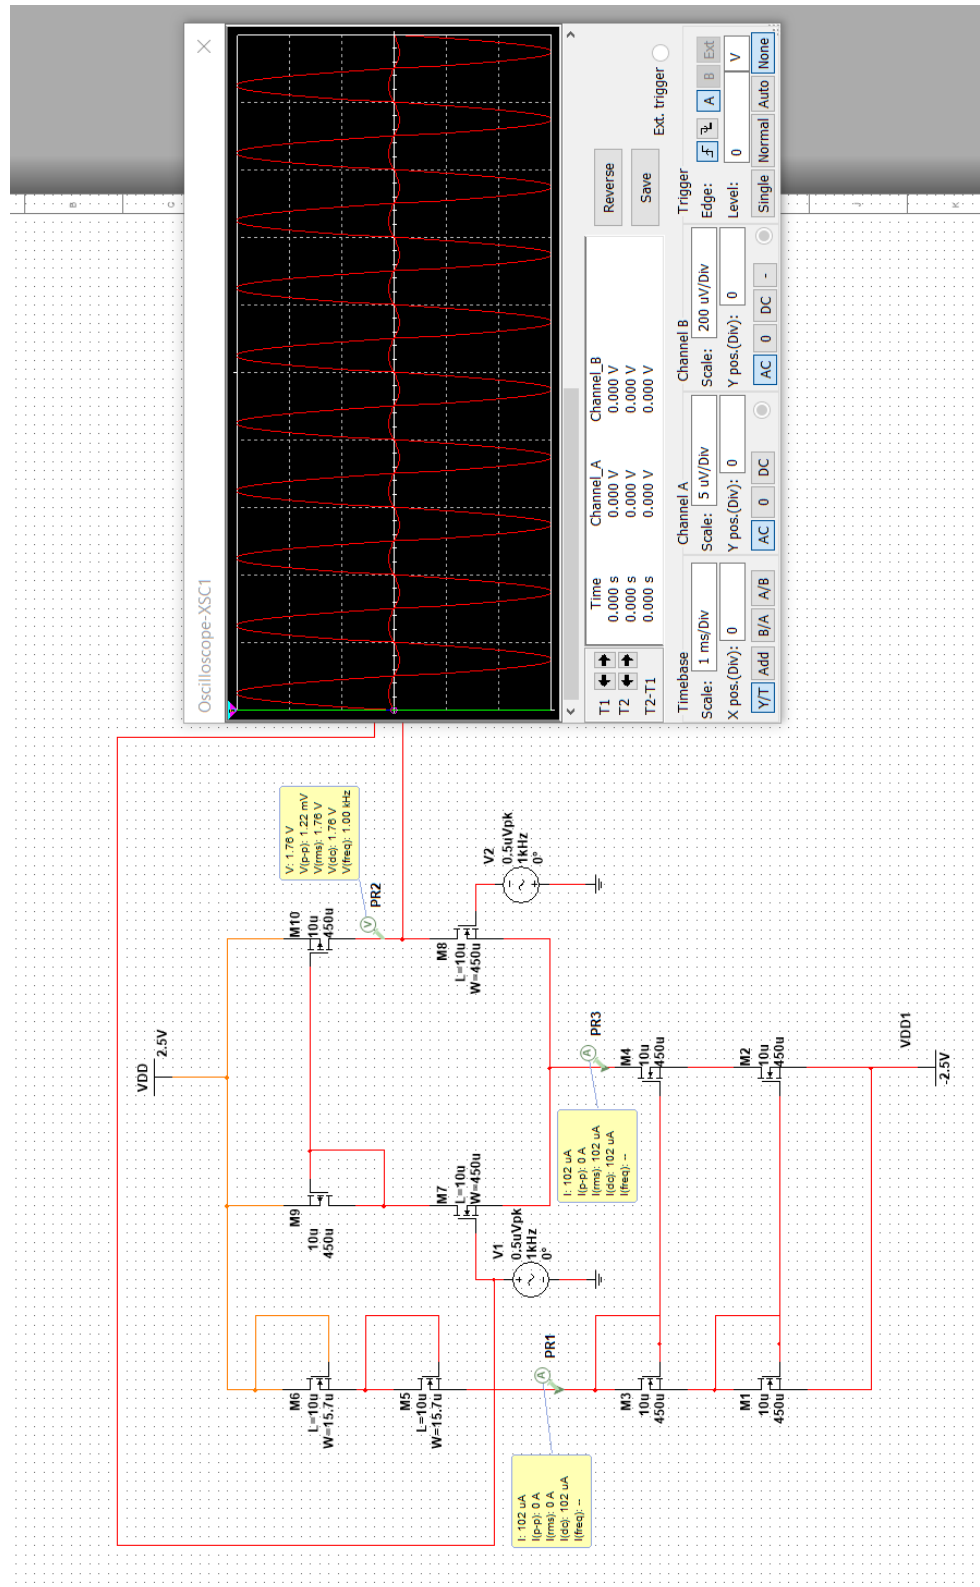 Oscilloscope-XSC1
Time Channel_A Channel_B
T1 0.000 s 0.000 V 0.000 V
T2 0.000 s 0.000 V 0.000 V
T2-T1 0.000 s 0.000 V 0.000 V
Reverse
Save
Ext. trigger
Timebase
Scale: 1 ms/Div
X pos.(Div): 0
Y/T Add B/A A/B
Channel A
Scale: 5 uV/Div
Y pos.(Div): 0
AC 0 DC
Channel B
Scale: 200 uV/Div
Y pos.(Div): 0
AC 0 DC -
Trigger
Edge: A B Ext
Level: 0 V
Single Normal Auto None
B
C
J
K
VDD
2.5V
M6
L=10u
W=15.7u
M5
L=10u
W=15.7u
M9
10u
450u
M10
10u
450u
V: 1.76 V
V(p-p): 1.22 mV
V(rms): 1.76 V
V(dc): 1.76 V
V(freq): 1.00 kHz
PR2
M7
L=10u
W=450u
M8
L=10u
W=450u
V1
0.5uVpk
1kHz
0°
V2
0.5uVpk
1kHz
0°
PR1
I: 102 uA
I(p-p): 0 A
I(rms): 0 A
I(dc): 102 uA
I(freq): --
PR3
I: 102 uA
I(p-p): 0 A
I(rms): 102 uA
I(dc): 102 uA
I(freq): --
M3
10u
450u
M4
10u
450u
M1
10u
450u
M2
10u
450u
VDD1
-2.5V